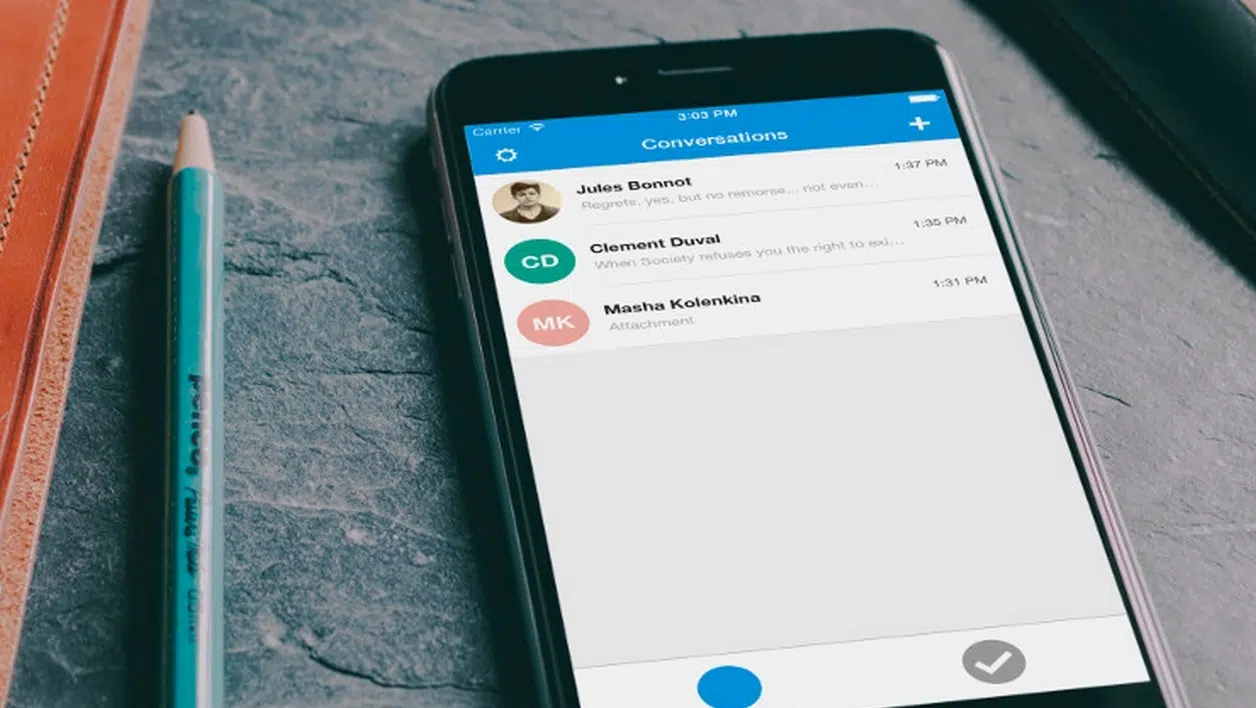 Carrier
3:03 PM
Conversations
+
Jules Bonnot
1:37 PM
Regrets, yes, but no remorse... not even...
CD
Clement Duval
1:35 PM
When Society refuses you the right to exi...
MK
Masha Kolenkina
1:31 PM
Attachment